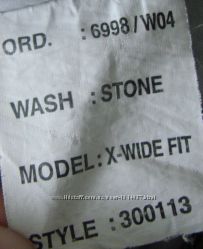 ORD. : 6998 / W04
WASH : STONE
MODEL : X-WIDE FIT
STYLE : 300113